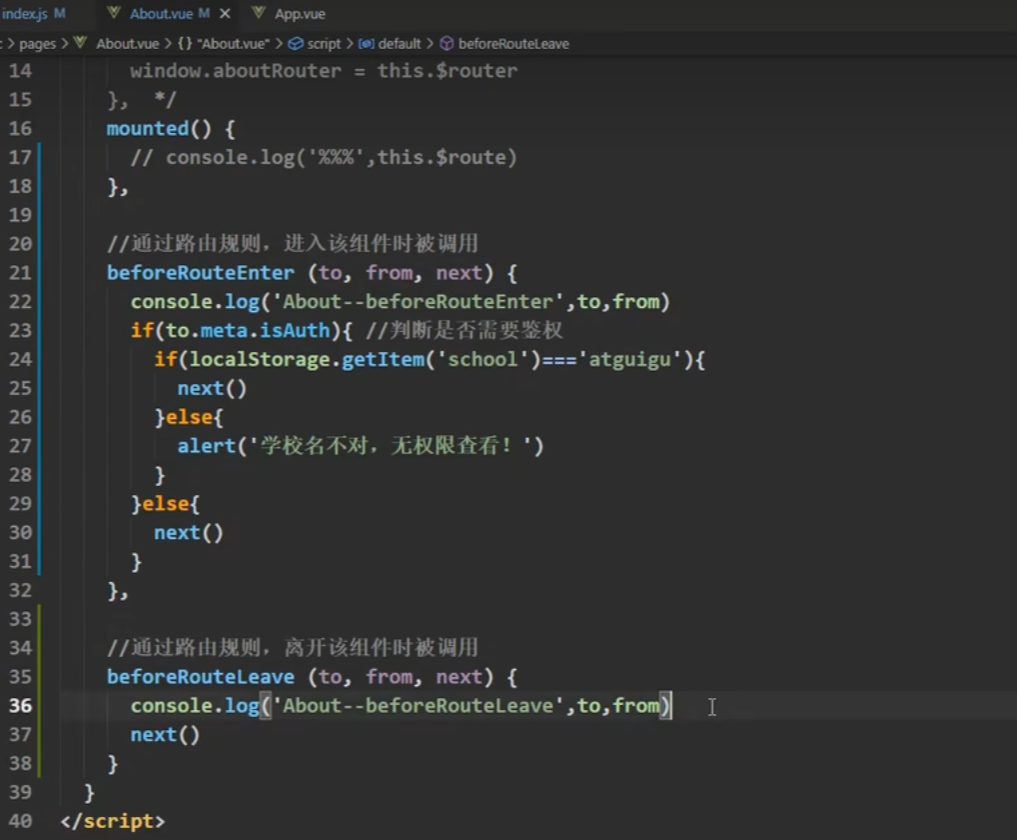 index.js M About.vue M × App.vue
: > pages > About.vue > {} "About.vue" > script > default > beforeRouteLeave
14 window.aboutRouter = this.$router
15 }, */
16 mounted() {
17 // console.log('%%%',this.$route)
18 },
19
20 //通过路由规则，进入该组件时被调用
21 beforeRouteEnter (to, from, next) {
22 console.log('About--beforeRouteEnter',to,from)
23 if(to.meta.isAuth){ //判断是否需要鉴权
24 if(localStorage.getItem('school')==='atguigu'){
25 next()
26 }else{
27 alert('学校名不对，无权限查看！')
28 }
29 }else{
30 next()
31 }
32 },
33
34 //通过路由规则，离开该组件时被调用
35 beforeRouteLeave (to, from, next) {
36 console.log('About--beforeRouteLeave',to,from)
37 next()
38 }
39 }
40 </script>